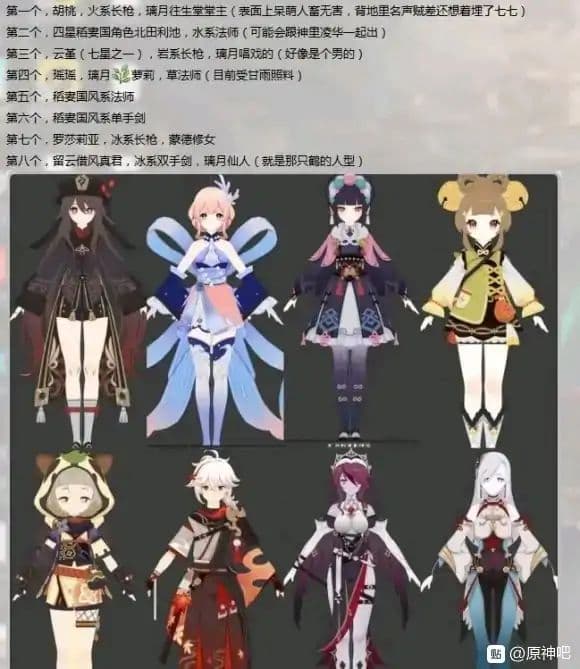 第一个，胡桃，火系长枪，璃月往生堂堂主（表面上呆萌人畜无害，背地里名声贼差还想着埋了七七）
第二个，四星稻妻国角色北田利池，水系法师（可能会跟神里凌华一起出）
第三个，云堇（七星之一），岩系长枪，璃月唱戏的（好像是个男的）
第四个，瑶瑶，璃月🌿萝莉，草法师（目前受甘雨照料）
第五个，稻妻国风系法师
第六个，稻妻国风系单手剑
第七个，罗莎莉亚，冰系长枪，蒙德修女
第八个，留云借风真君，冰系双手剑，璃月仙人（就是那只鹤的人型）
贴 @原神吧